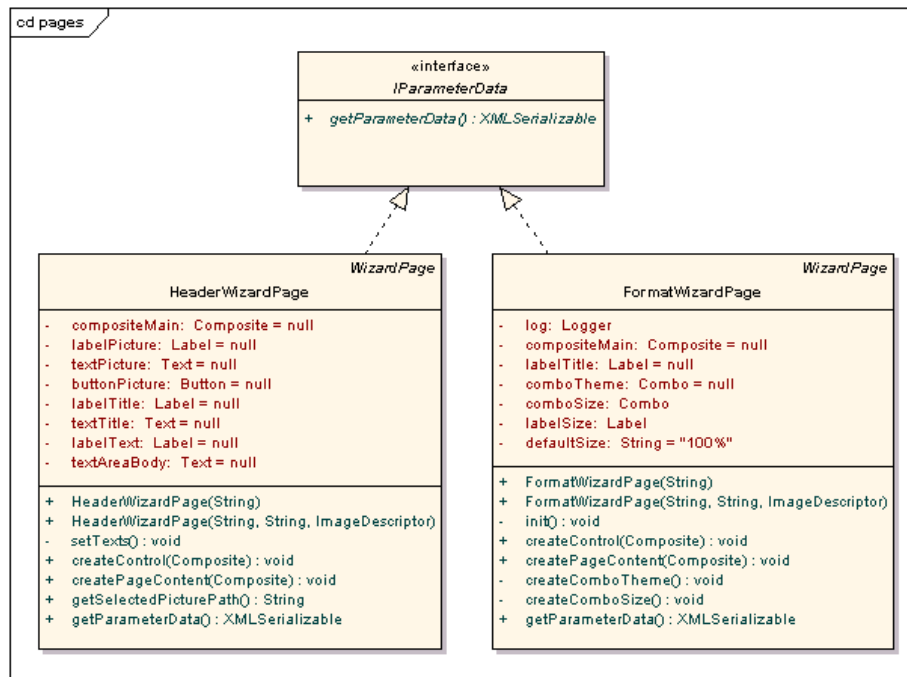 cd pages
«interface»
IParameterData
+ getParameterData() : XMLSerializable
WizardPage
HeaderWizardPage
- compositeMain: Composite = null
- labelPicture: Label = null
- textPicture: Text = null
- buttonPicture: Button = null
- labelTitle: Label = null
- textTitle: Text = null
- labelText: Label = null
- textAreaBody: Text = null
+ HeaderWizardPage(String)
+ HeaderWizardPage(String, String, ImageDescriptor)
- setTexts() : void
+ createControl(Composite) : void
+ createPageContent(Composite) : void
+ getSelectedPicturePath() : String
+ getParameterData() : XMLSerializable
WizardPage
FormatWizardPage
- log: Logger
- compositeMain: Composite = null
- labelTitle: Label = null
- comboTheme: Combo = null
- comboSize: Combo
- labelSize: Label
- defaultSize: String = "100%"
+ FormatWizardPage(String)
+ FormatWizardPage(String, String, ImageDescriptor)
- init() : void
+ createControl(Composite) : void
+ createPageContent(Composite) : void
- createComboTheme() : void
- createComboSize() : void
+ getParameterData() : XMLSerializable